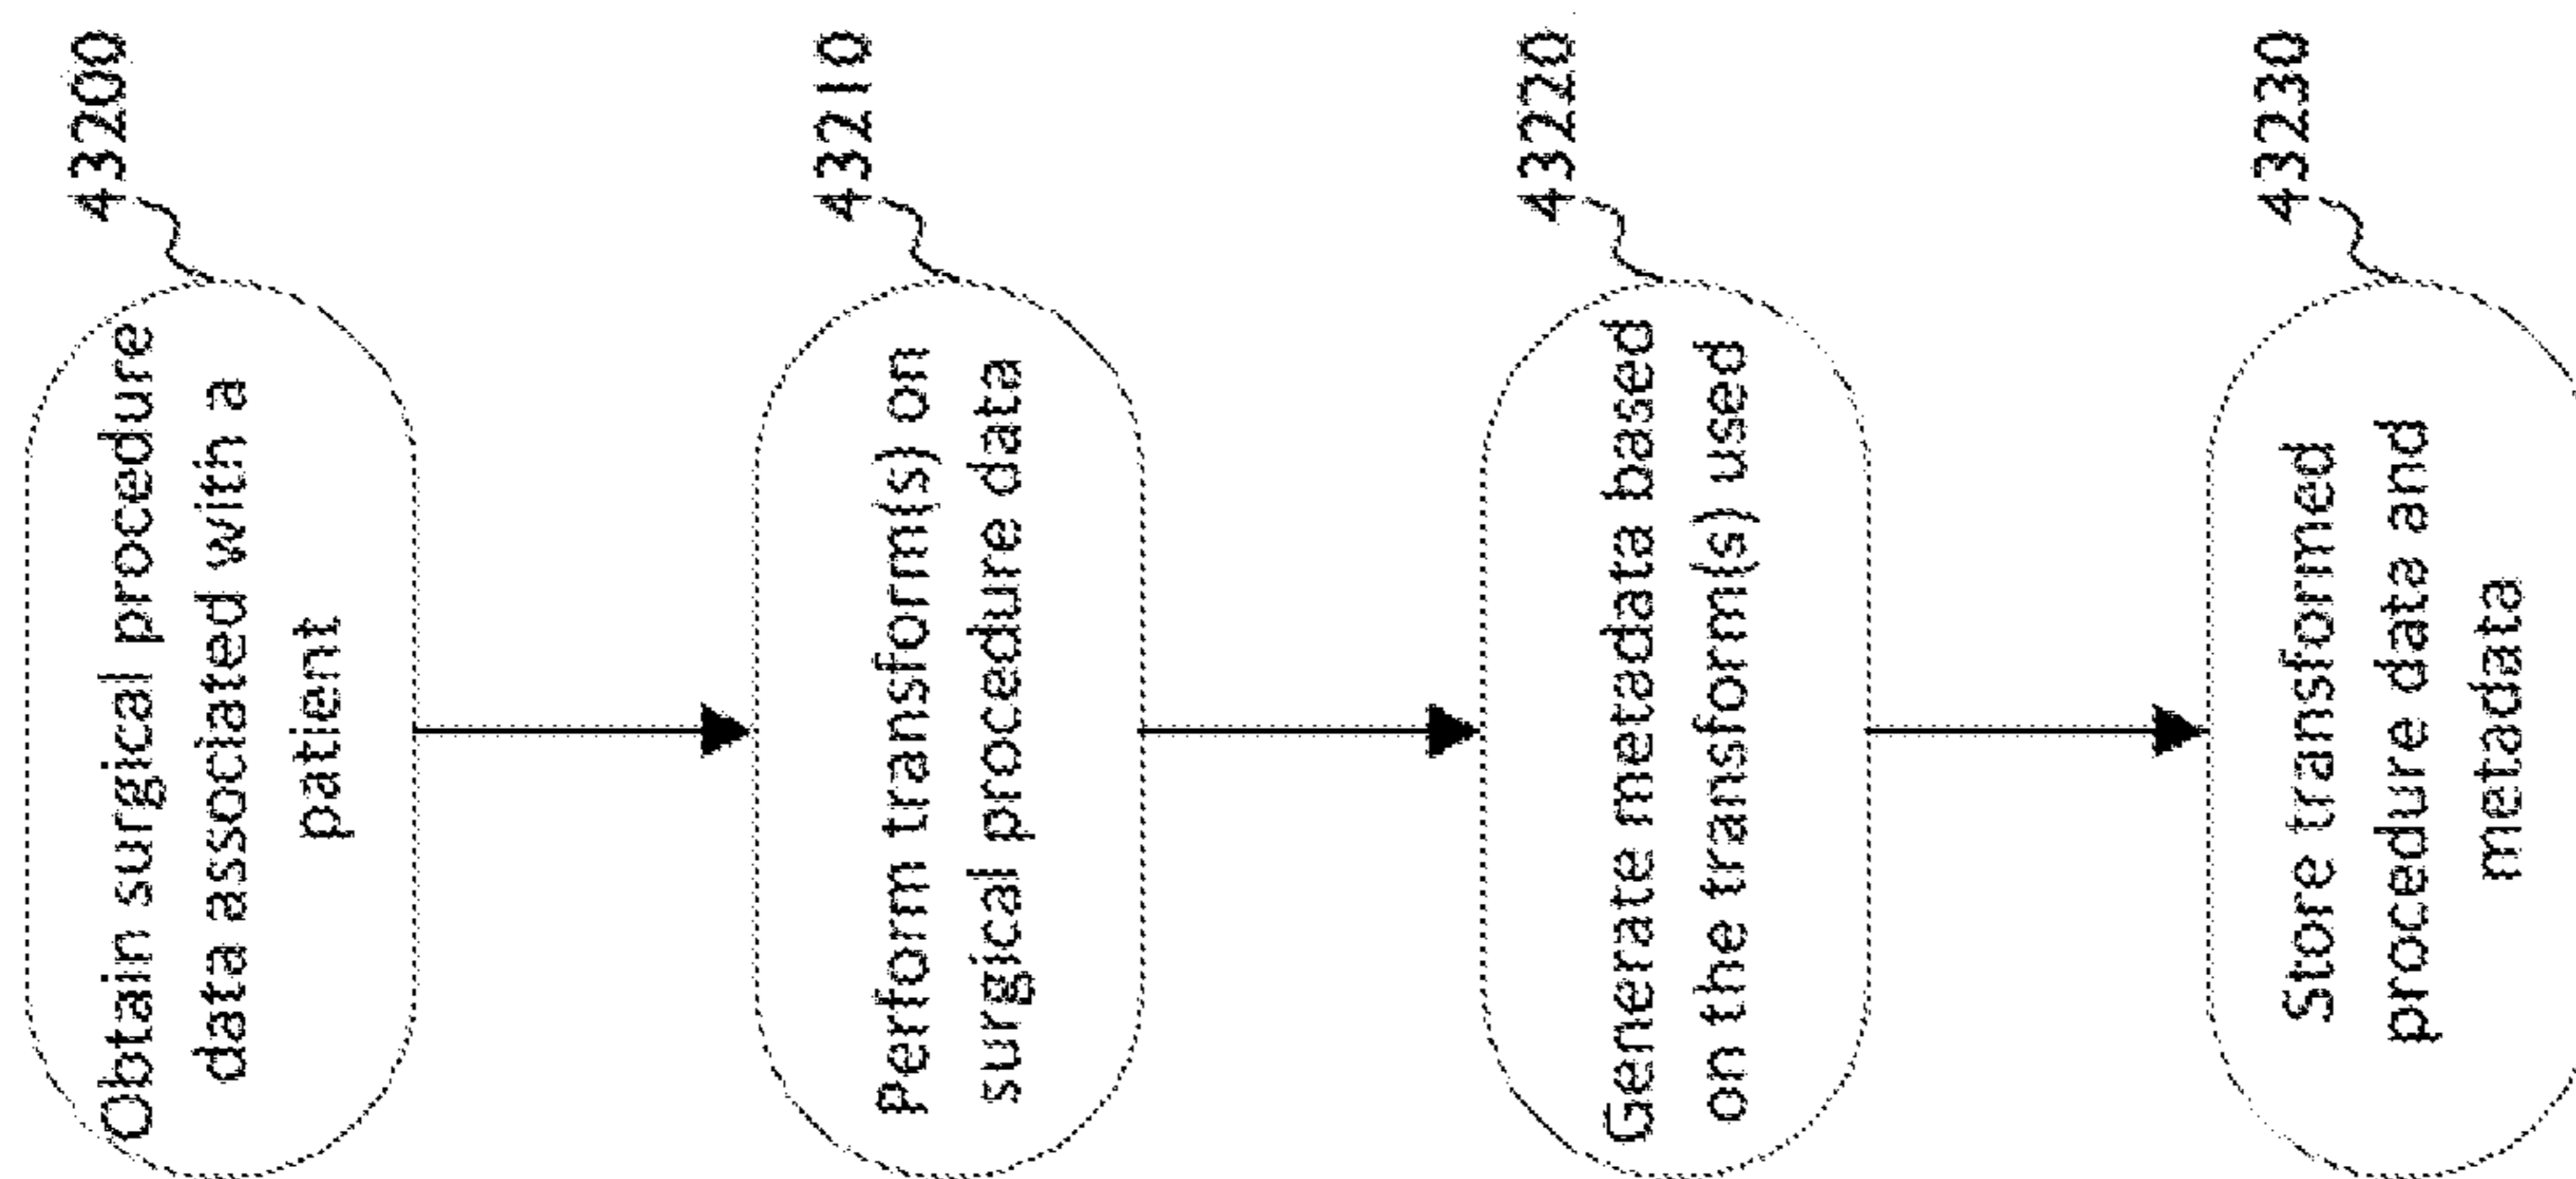 43200
Obtain surgical procedure
data associated with a
patient
43210
Perform transform(s) on
surgical procedure data
43220
Generate metadata based
on the transform(s) used
43230
Store transformed
procedure data and
metadata